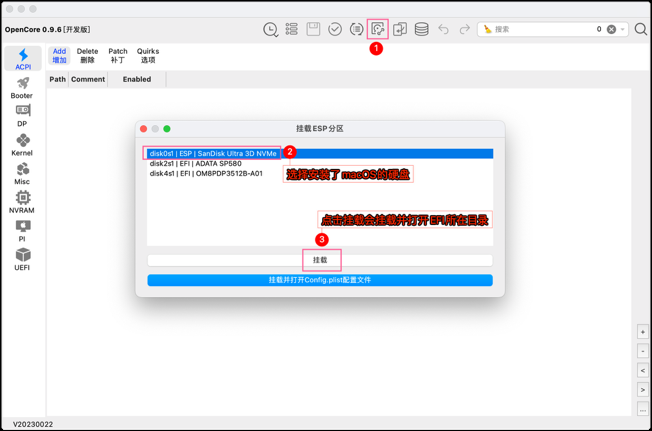 OpenCore 0.9.6 [开发版]
搜索
0
1
ACPI
Booter
DP
Kernel
Misc
NVRAM
PI
UEFI
Add
增加
Delete
删除
Patch
补丁
Quirks
选项
Path
Comment
Enabled
挂载ESP分区
disk0s1 | ESP | SanDisk Ultra 3D NVMe
2
disk2s1 | EFI | ADATA SP580
disk4s1 | EFI | OM8PDP3512B-A01
选择安装了macOS的硬盘
点击挂载会挂载并打开EFI所在目录
3
挂载
挂载并打开Config.plist配置文件
+
-
<
>
...
V20230022